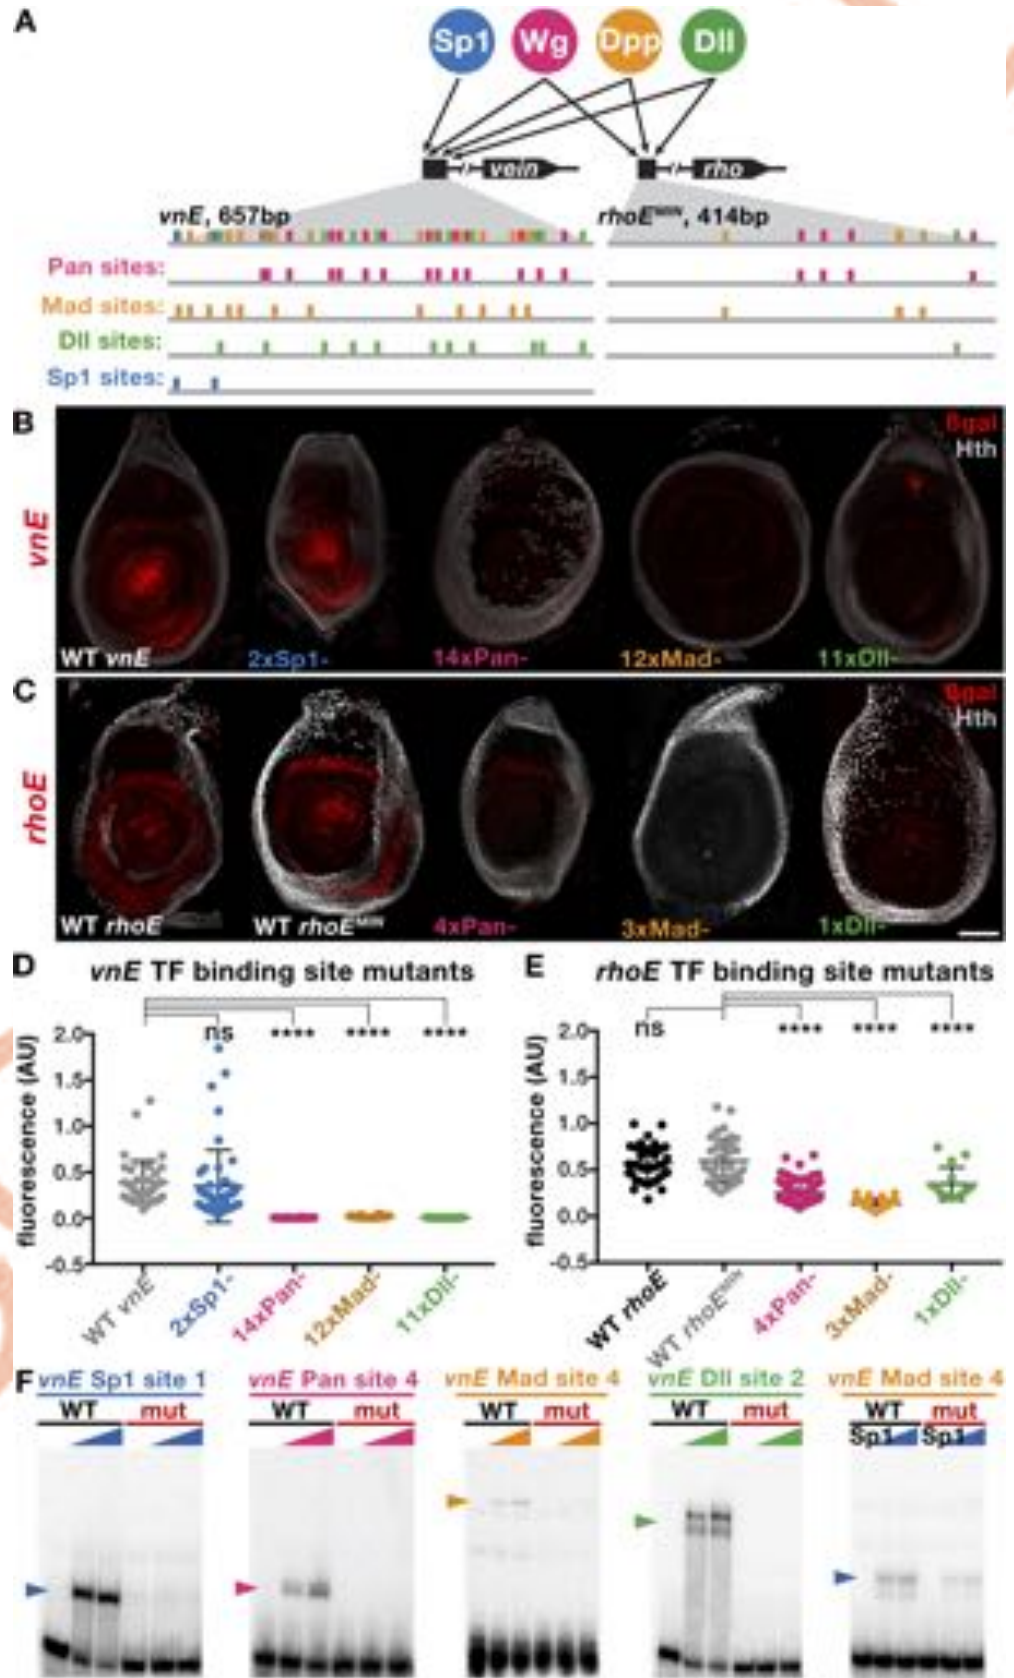 A
Sp1 Wg Dpp Dll
vein rho
vnE, 657bp rhoEMIN, 414bp
Pan sites:
Mad sites:
Dll sites:
Sp1 sites:
B
vnE
βgal
Hth
WT vnE 2xSp1- 14xPan- 12xMad- 11xDll-
C
rhoE
βgal
Hth
WT rhoE WT rhoEMIN 4xPan- 3xMad- 1xDll-
D vnE TF binding site mutants
ns **** **** ****
fluorescence (AU)
2.0
1.5
1.0
0.5
0.0
-0.5
WT vnE 2xSp1- 14xPan- 12xMad- 11xDll-
E rhoE TF binding site mutants
ns **** **** ****
fluorescence (AU)
2.0
1.5
1.0
0.5
0.0
-0.5
WT rhoE WT rhoEMIN 4xPan- 3xMad- 1xDll-
F vnE Sp1 site 1 vnE Pan site 4 vnE Mad site 4 vnE Dll site 2 vnE Mad site 4
WT mut WT mut WT mut WT mut WT mut
Sp1 Sp1